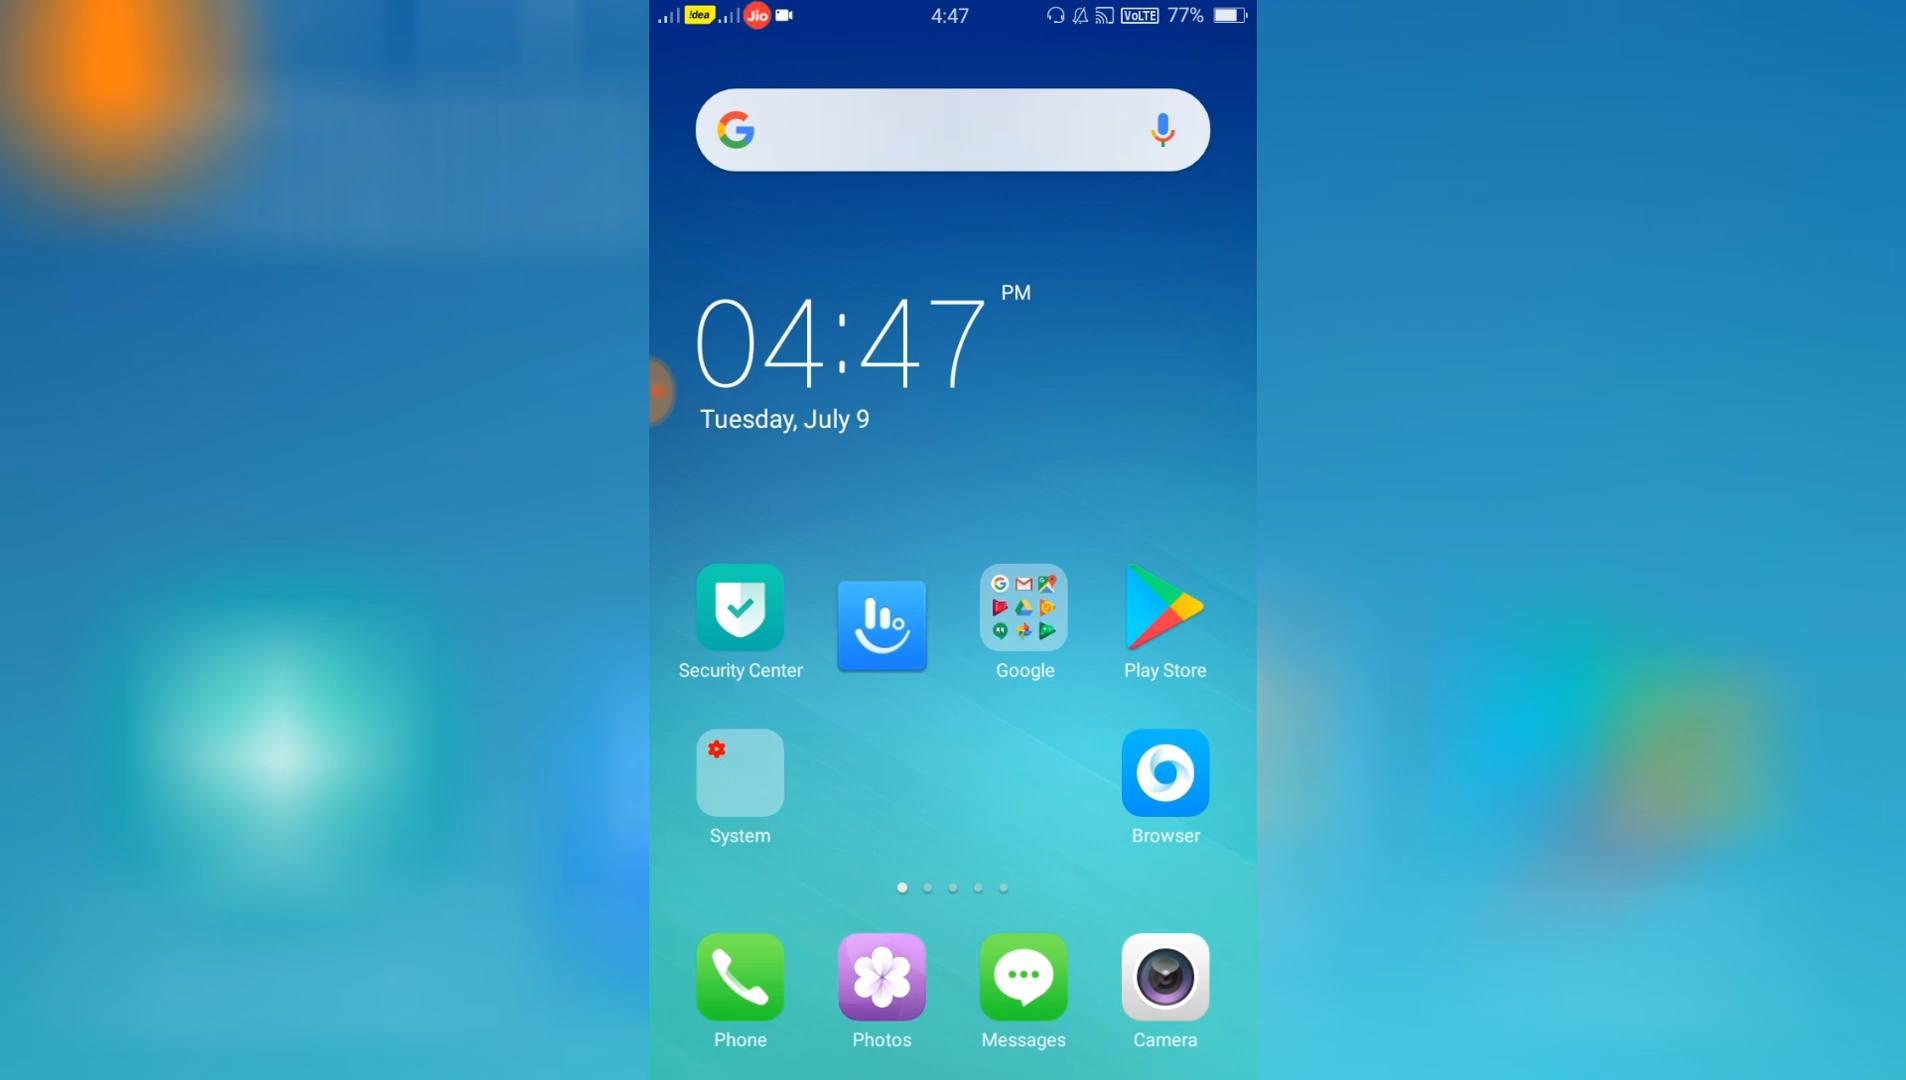 !dea Jio 4:47 VoLTE 77%
04:47 PM
Tuesday, July 9
Security Center Google Play Store
System Browser
Phone Photos Messages Camera